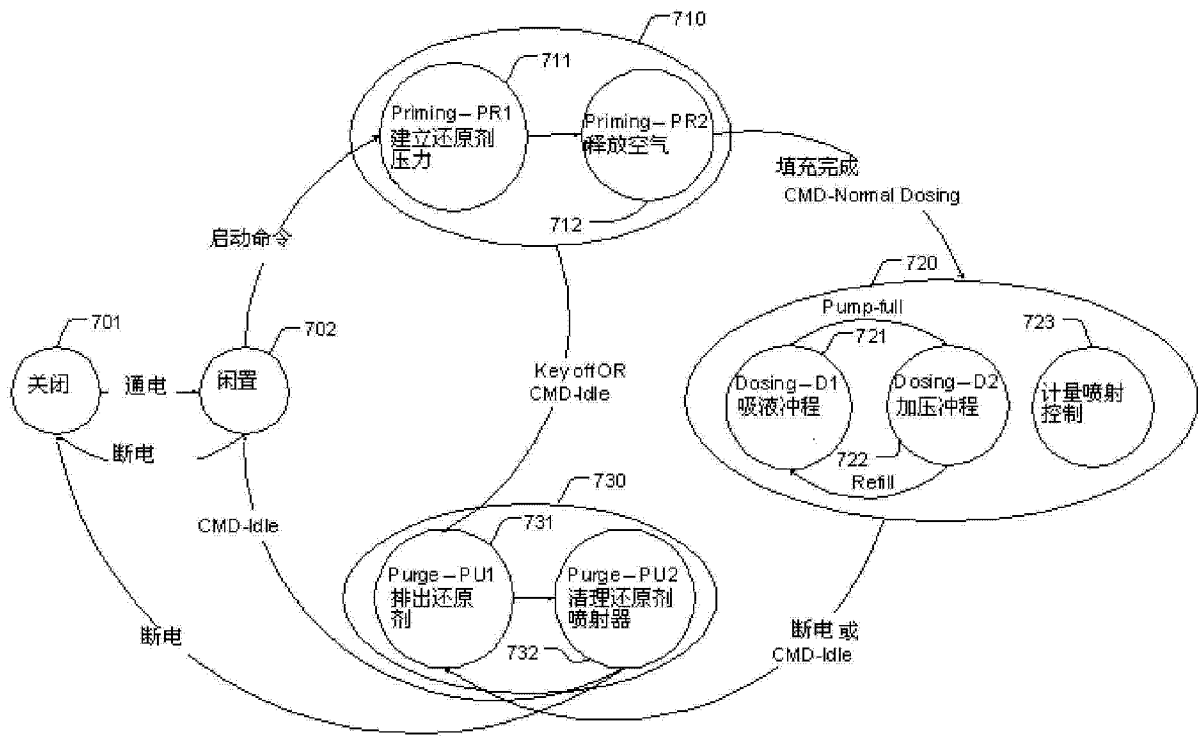 710
711
Priming-PR1
建立还原剂
压力
Priming-PR2
释放空气
712
填充完成
CMD-Normal Dosing
启动命令
701
关闭
通电
702
闲置
断电
Key off OR
CMD-Idle
720
Pump-full
721
Dosing-D1
吸液冲程
Dosing-D2
加压冲程
722
Refill
723
计量喷射
控制
CMD-Idle
730
731
Purge-PU1
排出还原
剂
Purge-PU2
清理还原剂
喷射器
732
断电
断电 或
CMD-Idle